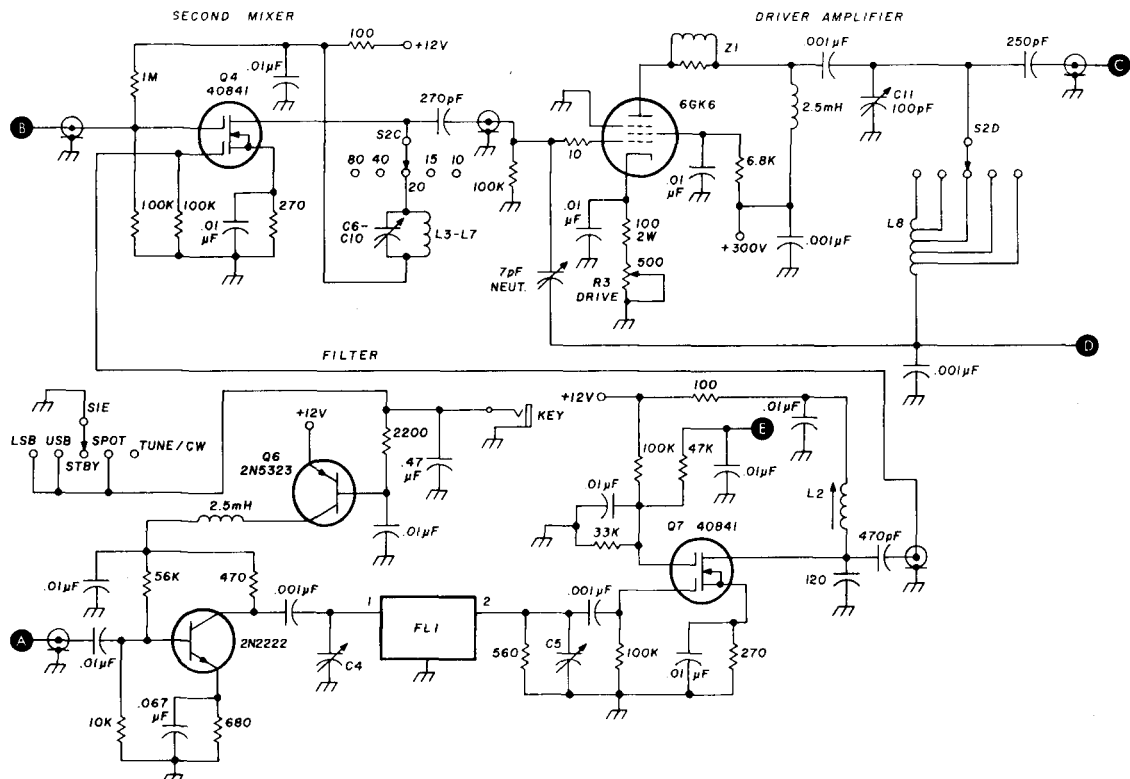 SECOND MIXER
DRIVER AMPLIFIER
100
+12V
.01µF
1M
Q4
40841
270pF
B
S2C
80 40 15 10
20
100K
100K
100K
.01
µF
270
C6-
C10
L3-L7
Z1
.001µF
250pF
C
6GK6
2.5mH
C11
100pF
S2D
10
6.8K
.01
µF
.01
µF
100
2W
+300V
.001µF
L8
7pF
NEUT.
500
R3
DRIVE
D
.001µF
FILTER
S1E
LSB USB SPOT TUNE/CW
STBY
+12V
Q6
2N5323
2200
.47
µF
KEY
.01µF
2.5mH
+12V
100
.01µF
E
100K
47K
.01µF
.01µF
33K
Q7 40841
L2
470pF
120
.01µF
56K
470
.001µF
1
FL1
2
.001µF
A
.01µF
2N2222
C4
560
C5
100K
.01µF
270
10K
.067
µF
680